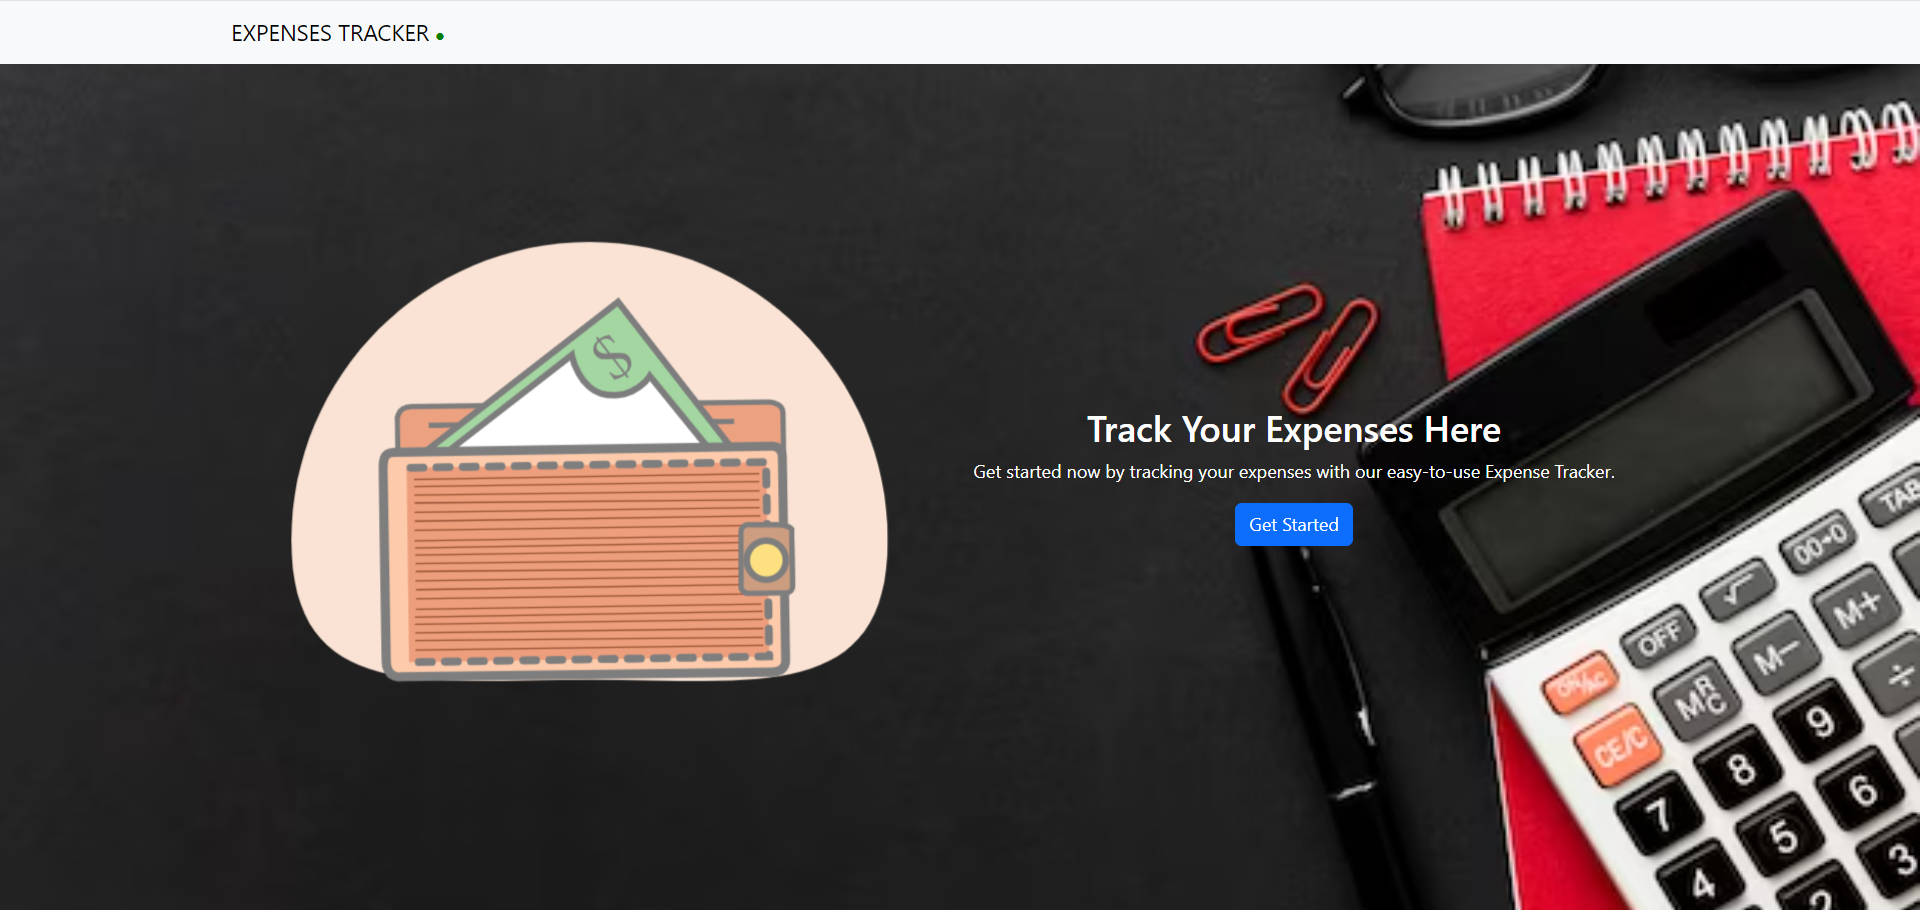 EXPENSES TRACKER
$
Track Your Expenses Here
Get started now by tracking your expenses with our easy-to-use Expense Tracker.
Get Started
TAB
00→0
√
OFF
ON/AC
M+
M−
MRC
CE/C
÷
9
8
7
6
5
4
3
2